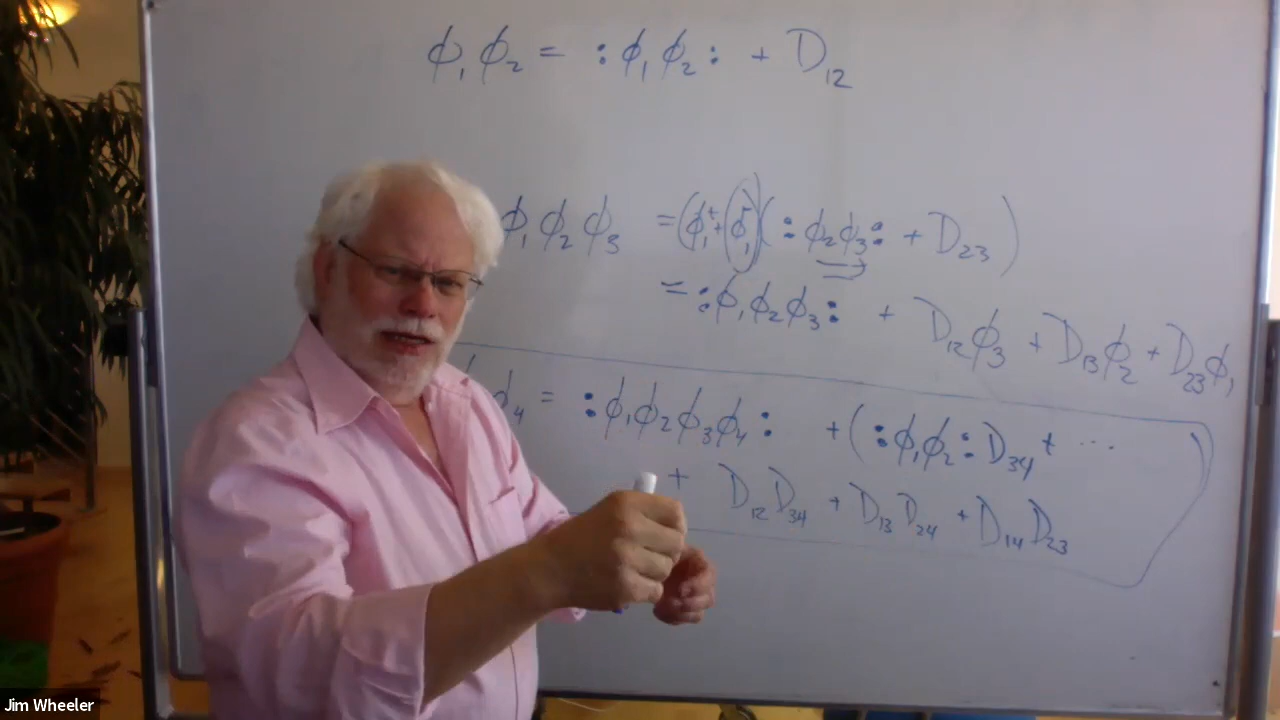 ϕ₁ϕ₂ = :ϕ₁ϕ₂: + D₁₂
ϕ₁ϕ₂ϕ₃ = (ϕ₁⁺ + (ϕ₁⁻)(:ϕ₂ϕ₃: + D₂₃)
= :ϕ₁ϕ₂ϕ₃: + D₁₂ϕ₃ + D₁₃ϕ₂ + D₂₃ϕ₁
ϕ₄ = :ϕ₁ϕ₂ϕ₃ϕ₄: + (:ϕ₁ϕ₂:D₃₄ + ...)
+ D₁₂D₃₄ + D₁₃D₂₄ + D₁₄D₂₃
Jim Wheeler